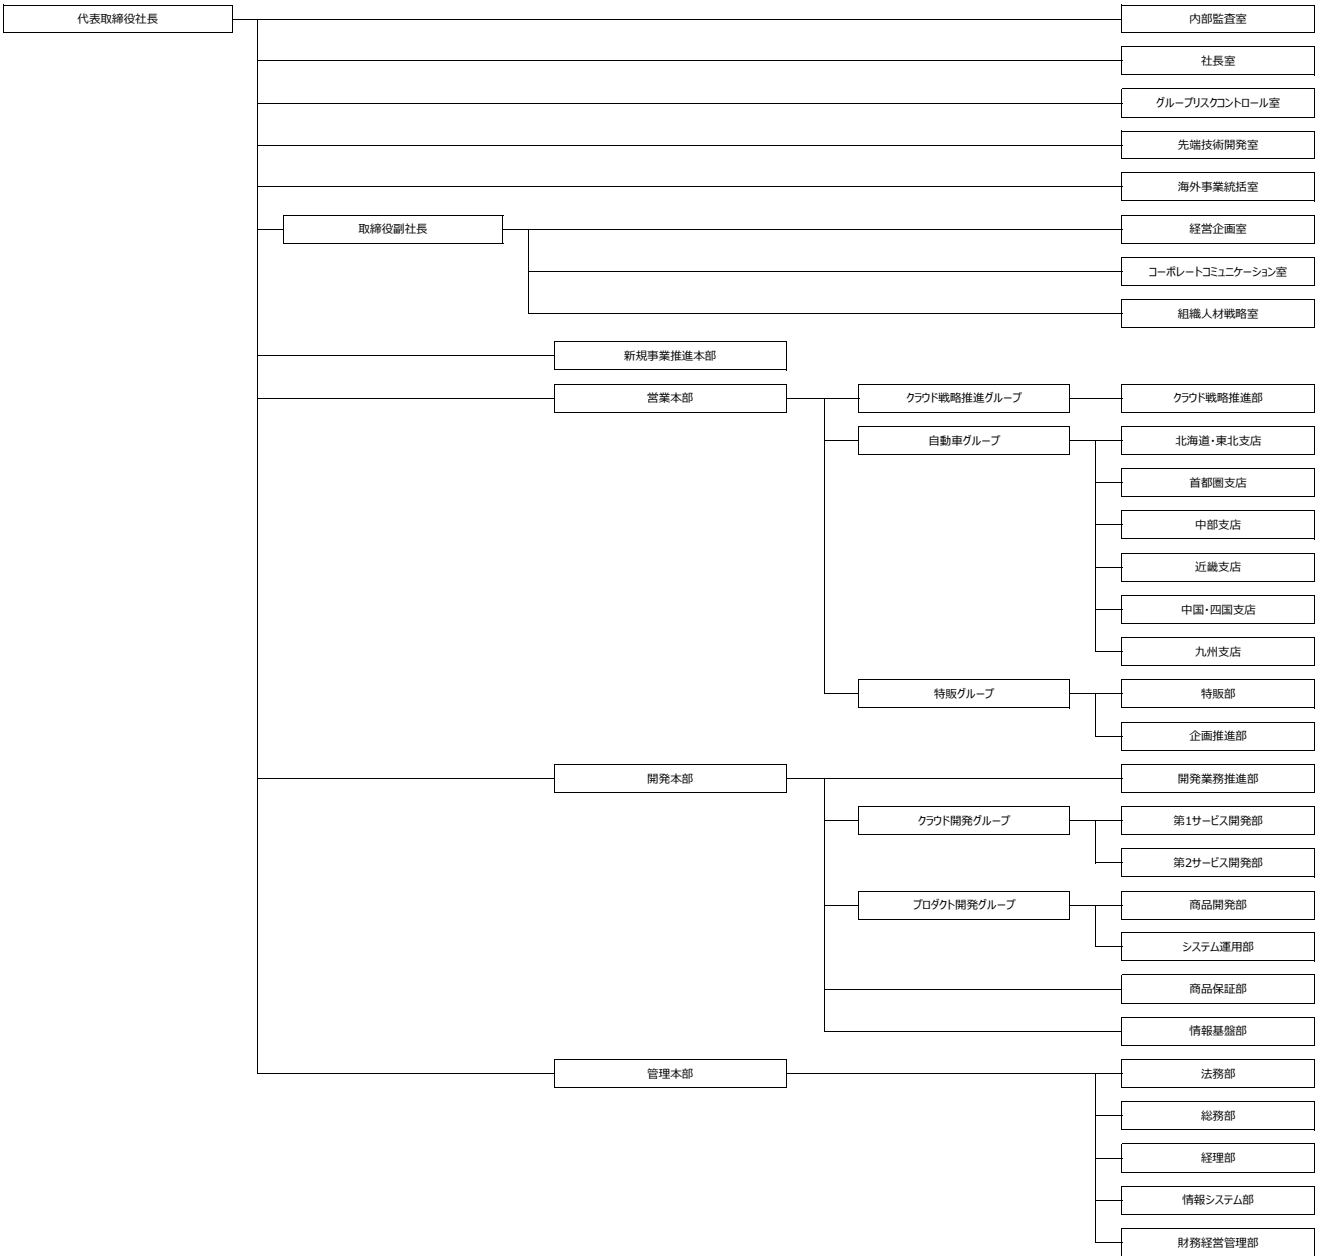 代表取締役社長
内部監査室
社長室
グループリスクコントロール室
先端技術開発室
海外事業統括室
取締役副社長
経営企画室
コーポレートコミュニケーション室
組織人材戦略室
新規事業推進本部
営業本部
クラウド戦略推進グループ
クラウド戦略推進部
自動車グループ
北海道・東北支店
首都圏支店
中部支店
近畿支店
中国・四国支店
九州支店
特販グループ
特販部
企画推進部
開発本部
開発業務推進部
クラウド開発グループ
第1サービス開発部
第2サービス開発部
プロダクト開発グループ
商品開発部
システム運用部
商品保証部
情報基盤部
管理本部
法務部
総務部
経理部
情報システム部
財務経営管理部